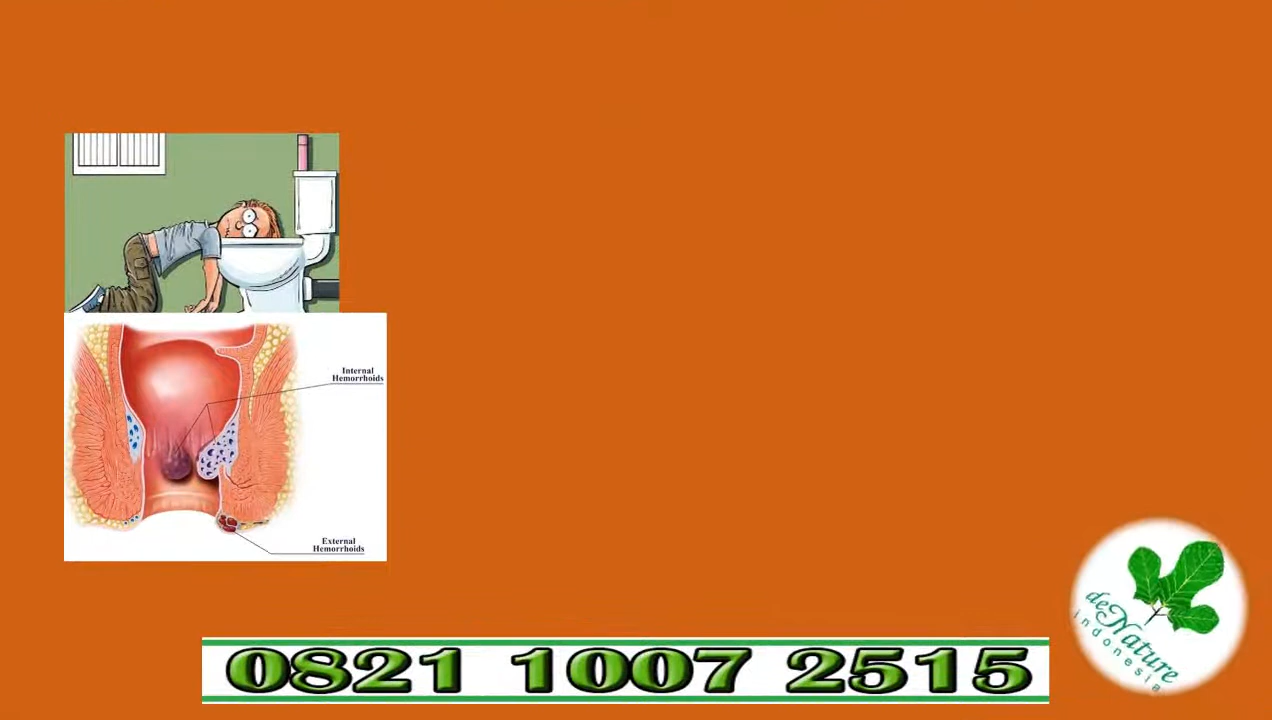 Internal
Hemorrhoids
External
Hemorrhoids
deNature
indonesia
0821 1007 2515